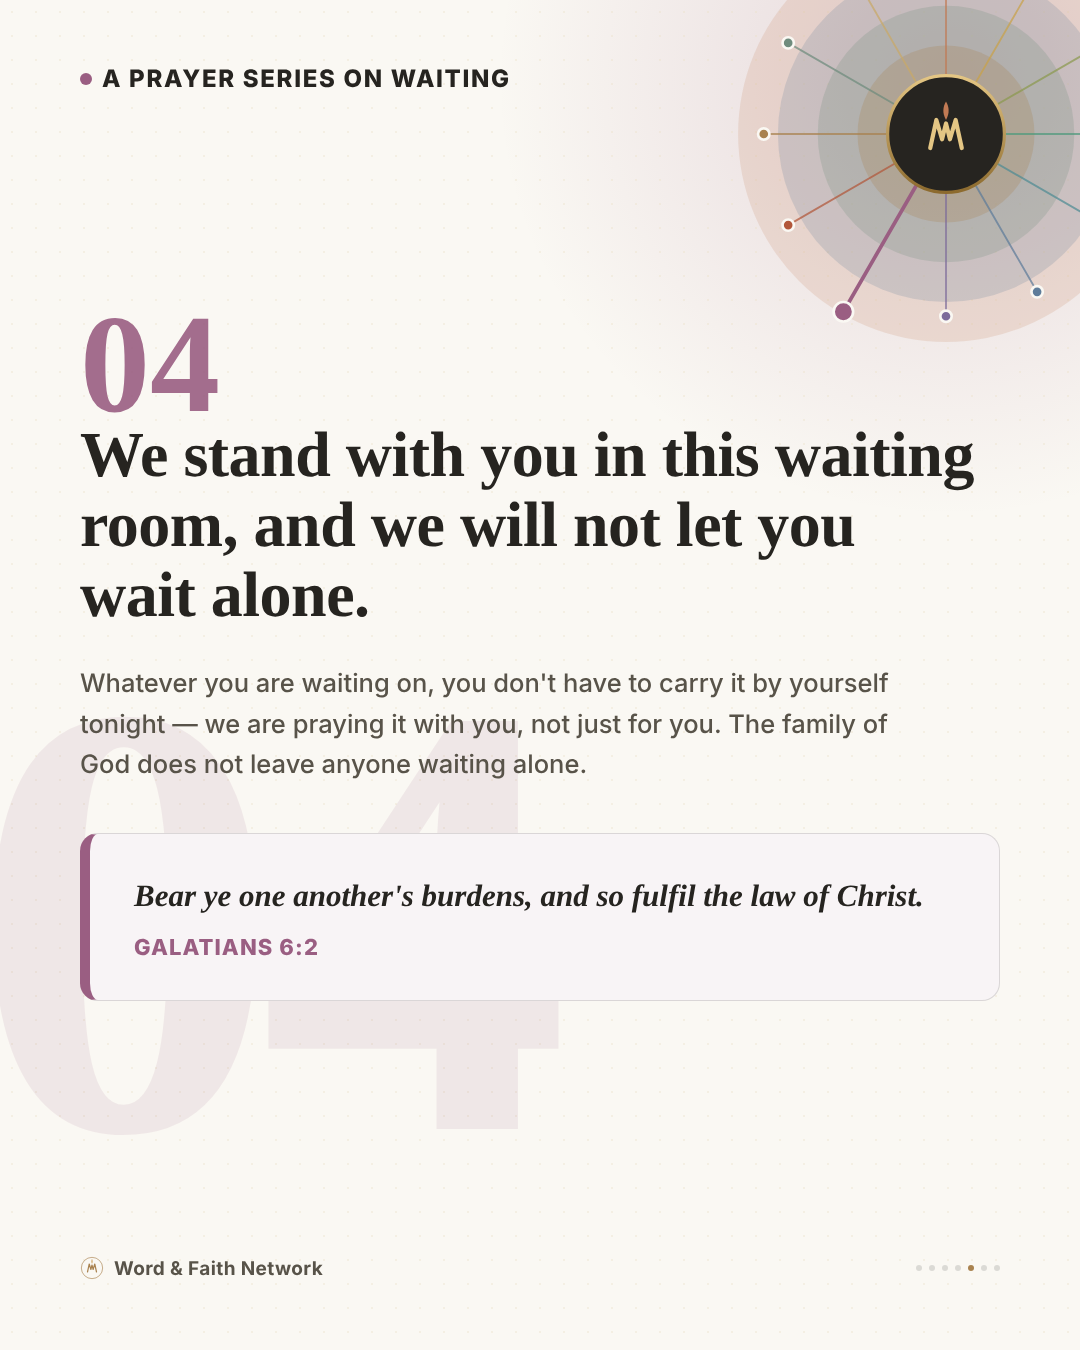 A PRAYER SERIES ON WAITING
04
We stand with you in this waiting
room, and we will not let you
wait alone.
Whatever you are waiting on, you don't have to carry it by yourself
tonight — we are praying it with you, not just for you. The family of
God does not leave anyone waiting alone.
04
Bear ye one another's burdens, and so fulfil the law of Christ.
GALATIANS 6:2
Word & Faith Network